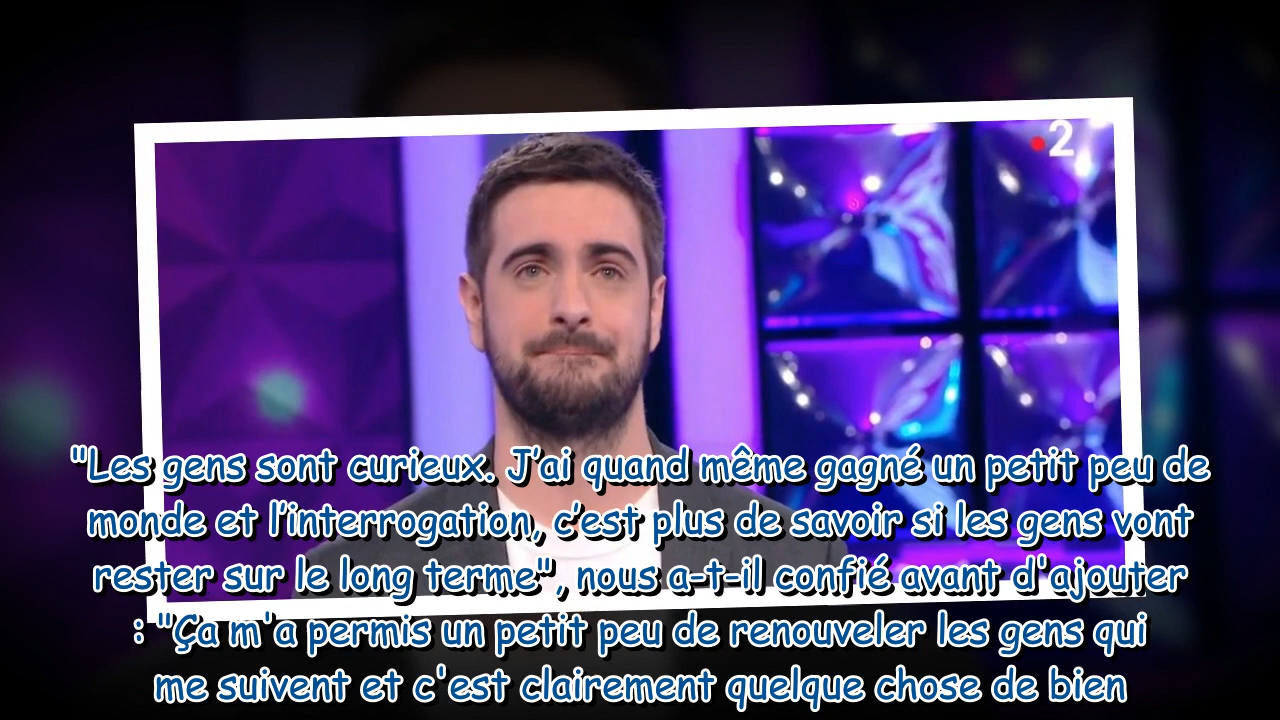 2
"Les gens sont curieux. J’ai quand même gagné un petit peu de
monde et l’interrogation, c’est plus de savoir si les gens vont
rester sur le long terme", nous a-t-il confié avant d'ajouter
: "Ça m'a permis un petit peu de renouveler les gens qui
me suivent et c'est clairement quelque chose de bien